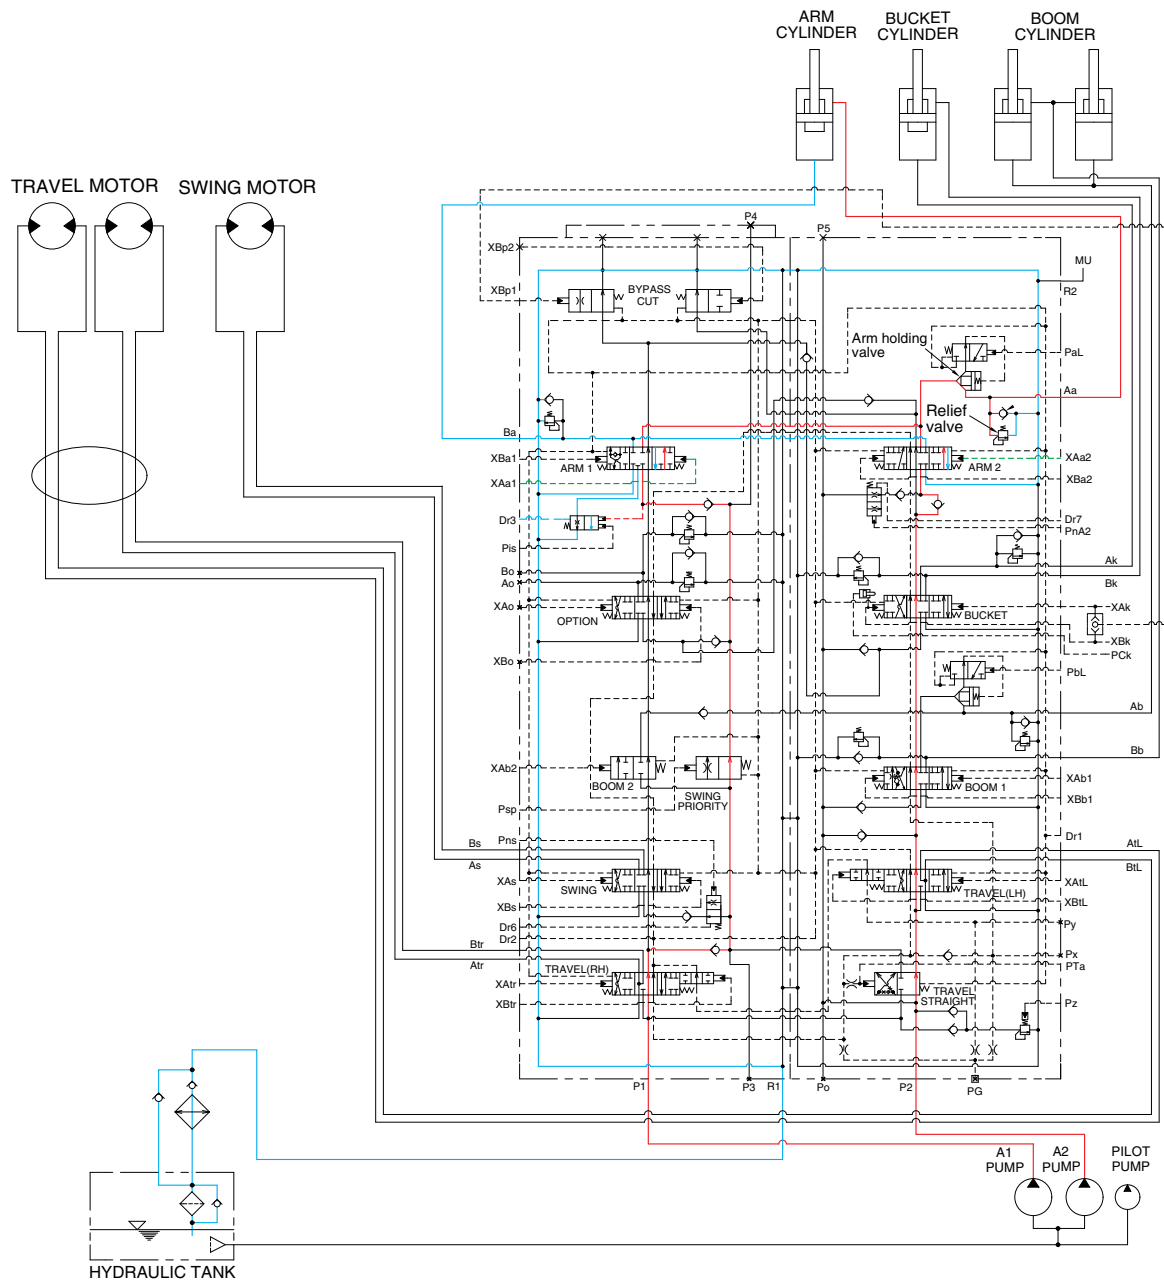 ARM
CYLINDER
BUCKET
CYLINDER
BOOM
CYLINDER
TRAVEL MOTOR
SWING MOTOR
P4
P5
XBp2
MU
XBp1
BYPASS
CUT
R2
Arm holding
valve
PaL
Aa
Relief
valve
Ba
XBa1
ARM 1
ARM 2
XAa2
XAa1
XBa2
Dr3
Dr7
PnA2
Pis
Ak
Bo
Ao
Bk
XAo
OPTION
BUCKET
XAk
XBk
PCk
XBo
PbL
Ab
Bb
XAb2
BOOM 2
SWING
PRIORITY
BOOM 1
XAb1
XBb1
Psp
Pns
Dr1
Bs
AtL
As
BtL
XAs
SWING
TRAVEL(LH)
XAtL
XBs
XBtL
Dr6
Dr2
Py
Btr
Px
Atr
TRAVEL(RH)
PTa
XAtr
TRAVEL
STRAIGHT
XBtr
Pz
P1
P3
R1
Po
P2
PG
A1
PUMP
A2
PUMP
PILOT
PUMP
HYDRAULIC TANK